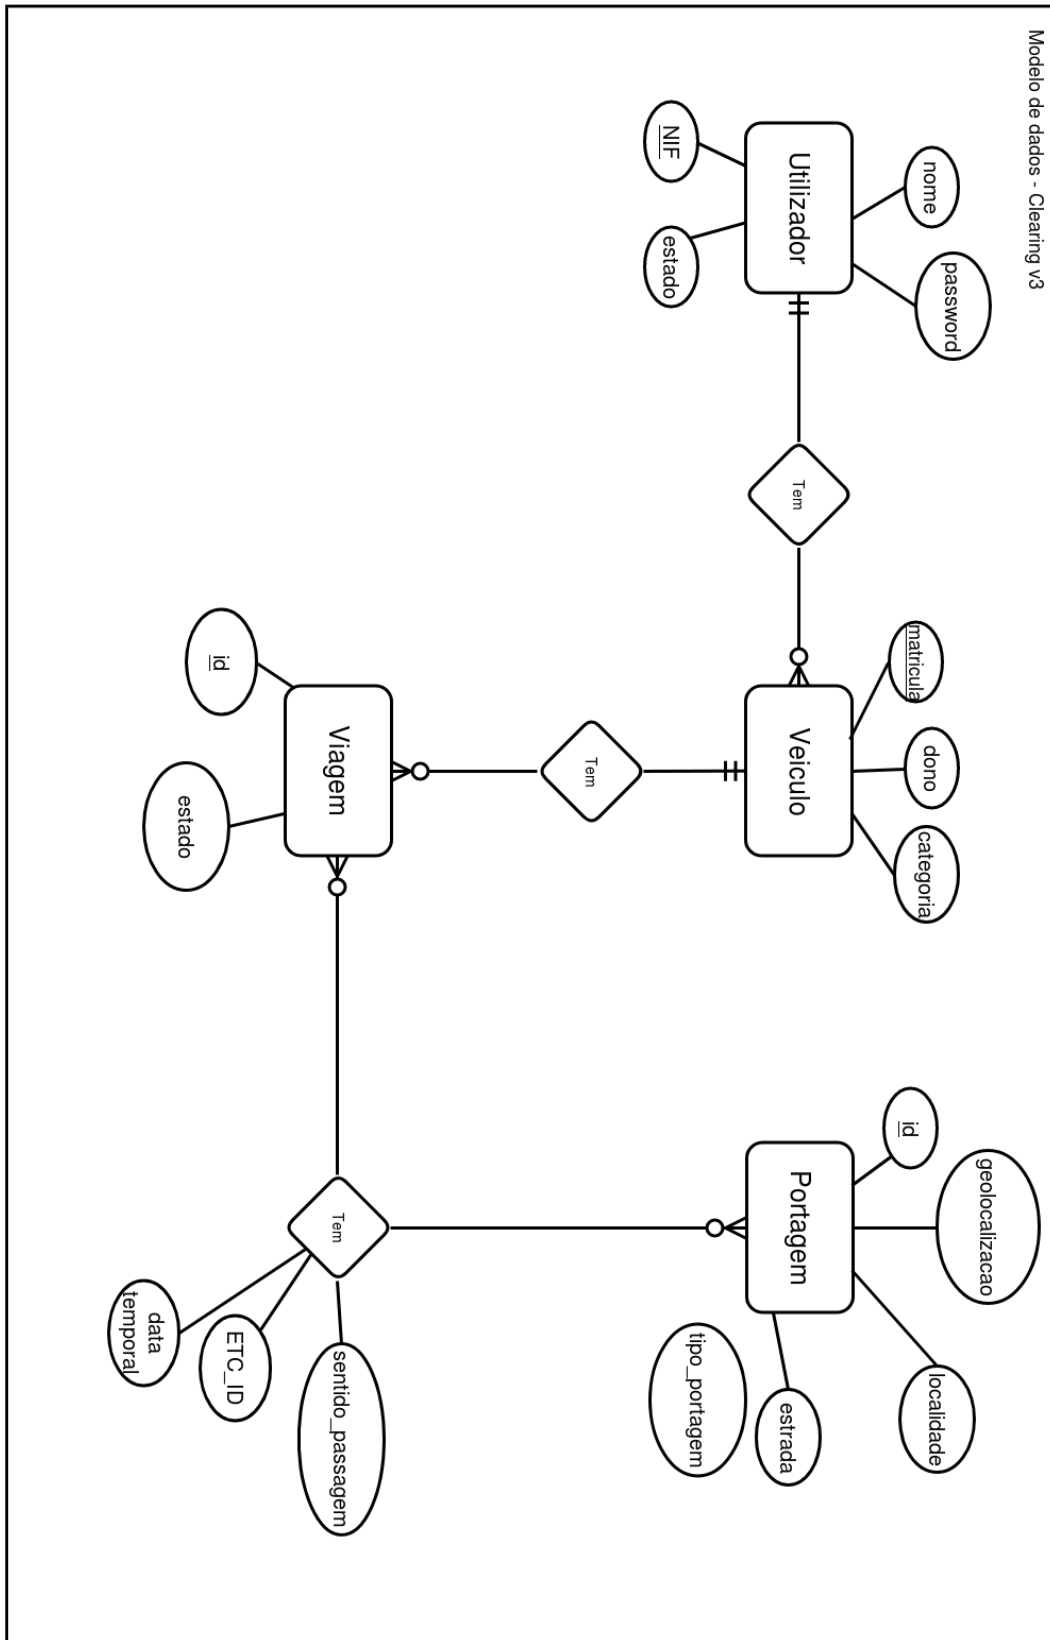 Modelo de dados - Clearing v3
nome
password
Utilizador
NIF
estado
Tem
matricula
dono
categoria
Veiculo
Tem
Viagem
id
estado
id
geolocalizacao
localidade
Portagem
estrada
tipo_portagem
Tem
sentido_passagem
ETC_ID
data
temporal